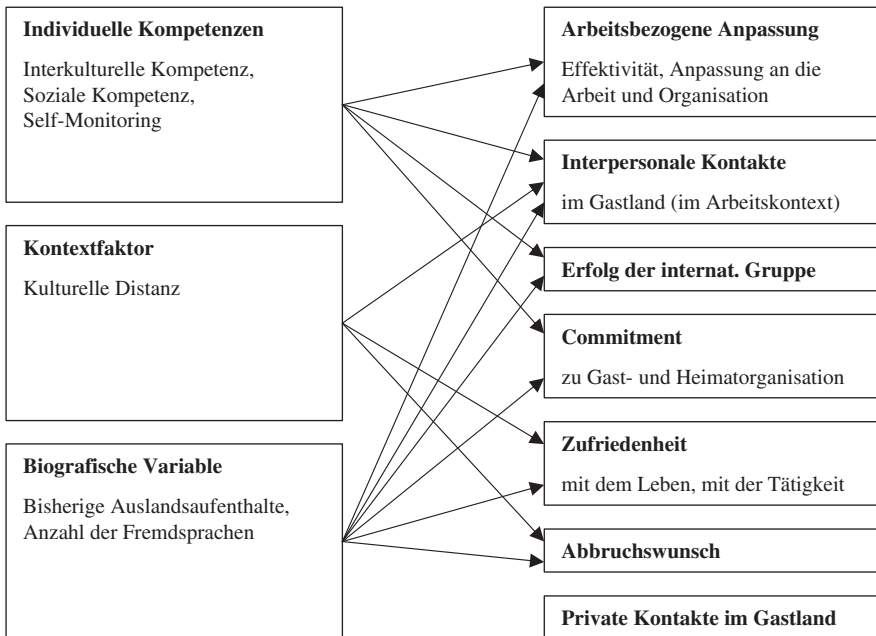 Individuelle Kompetenzen
Interkulturelle Kompetenz,
Soziale Kompetenz,
Self-Monitoring
Kontextfaktor
Kulturelle Distanz
Biografische Variable
Bisherige Auslandsaufenthalte,
Anzahl der Fremdsprachen
Arbeitsbezogene Anpassung
Effektivität, Anpassung an die
Arbeit und Organisation
Interpersonale Kontakte
im Gastland (im Arbeitskontext)
Erfolg der internat. Gruppe
Commitment
zu Gast- und Heimatorganisation
Zufriedenheit
mit dem Leben, mit der Tätigkeit
Abbruchswunsch
Private Kontakte im Gastland